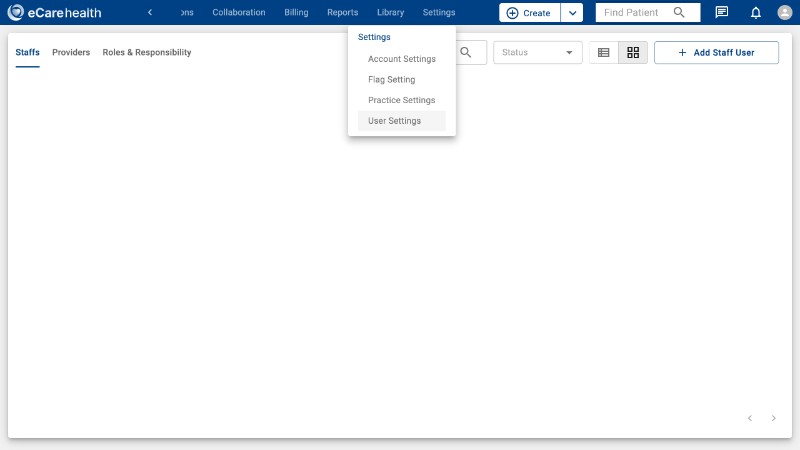 eCarehealth
ons Collaboration Billing Reports Library Settings
Create
Find Patient
Settings
Account Settings
Flag Setting
Practice Settings
User Settings
Staffs Providers Roles & Responsibility
Status
Add Staff User